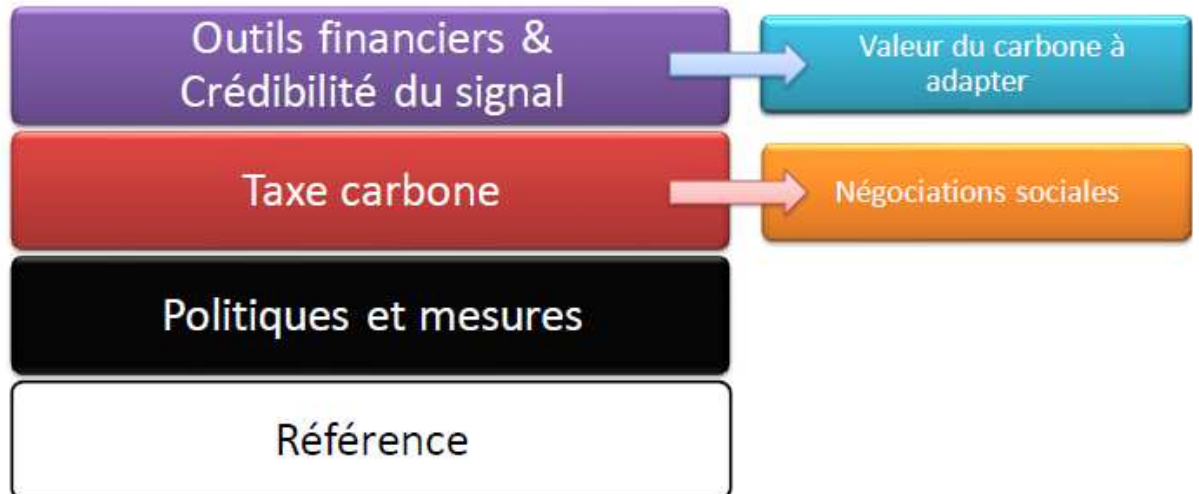 Outils financiers &
Crédibilité du signal
Valeur du carbone à
adapter
Taxe carbone
Négociations sociales
Politiques et mesures
Référence